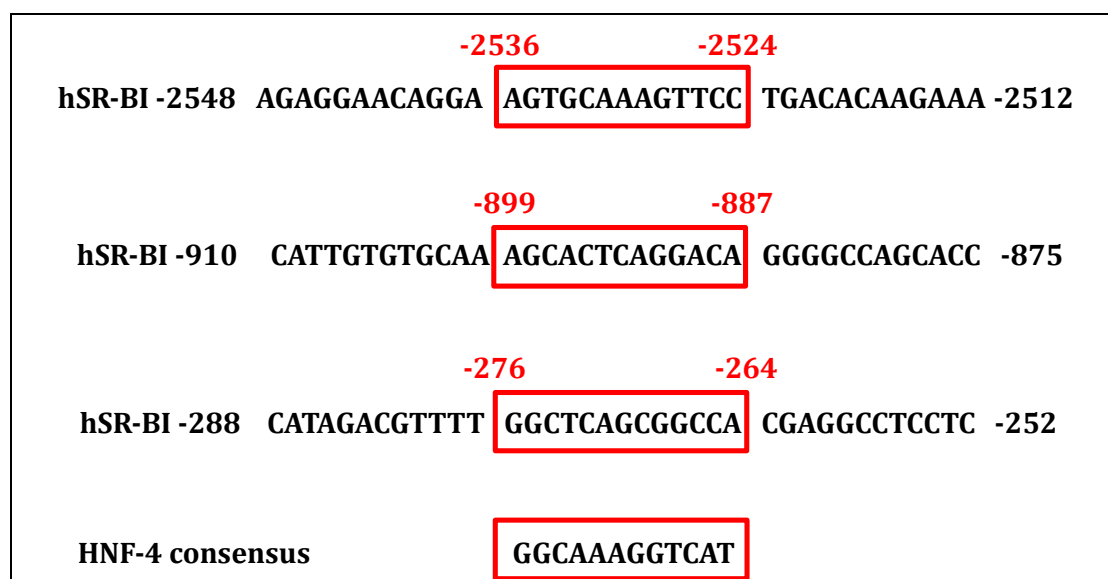 -2536 -2524
hSR-BI -2548 AGAGGAACAGGA AGTGCAAAGTTCC TGACACAAGAAA -2512
-899 -887
hSR-BI -910 CATTGTGTGCAA AGCACTCAGGACA GGGGCCAGCACC -875
-276 -264
hSR-BI -288 CATAGACGTTTT GGCTCAGCGGCCA CGAGGCCTCCTC -252
HNF-4 consensus GGCAAAGGTCAT